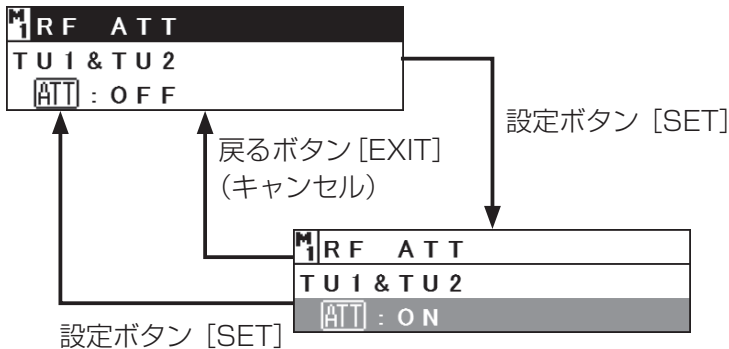 M1 RF ATT
TU1&TU2
ATT : OFF
設定ボタン [SET]
戻るボタン [EXIT]
（キャンセル）
M1 RF ATT
TU1&TU2
ATT : ON
設定ボタン [SET]